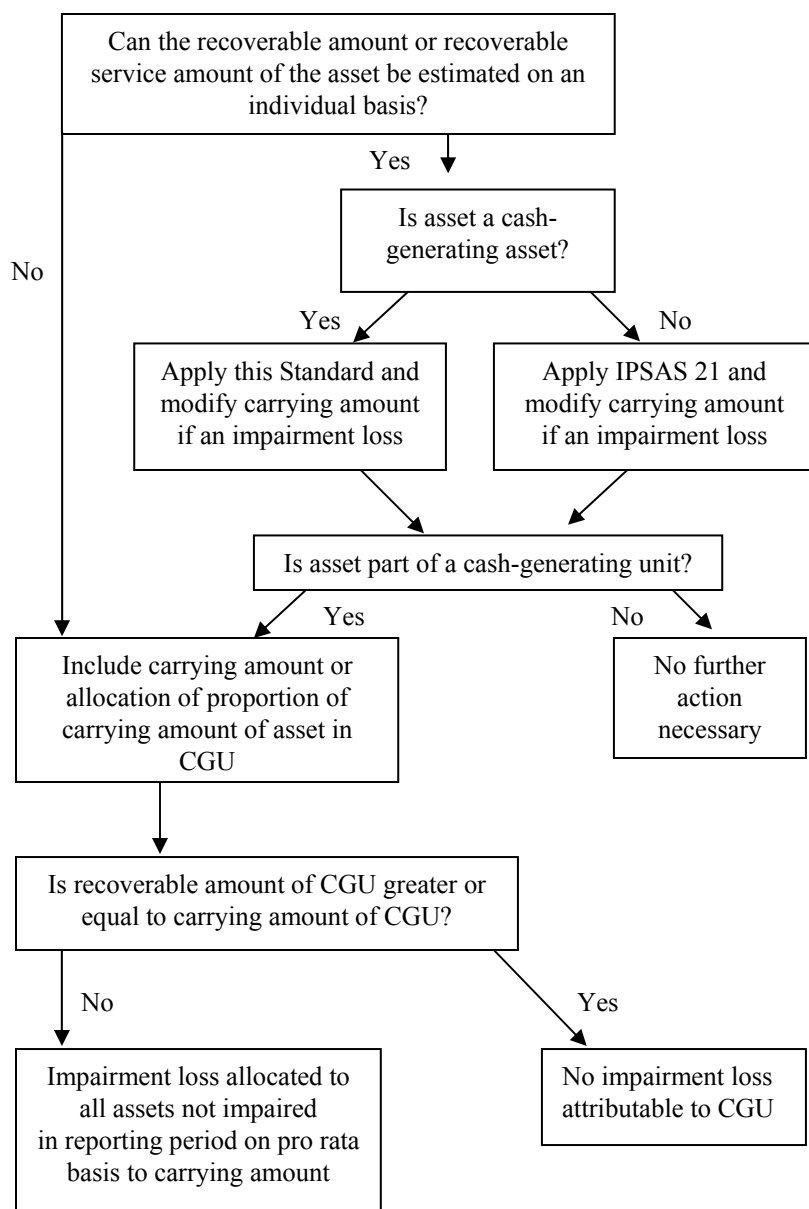 Can the recoverable amount or recoverable
service amount of the asset be estimated on an
individual basis?
Yes
Is asset a cash-
generating asset?
No
Yes
No
Apply this Standard and
modify carrying amount
if an impairment loss
Apply IPSAS 21 and
modify carrying amount
if an impairment loss
Is asset part of a cash-generating unit?
Yes
No
Include carrying amount or
allocation of proportion of
carrying amount of asset in
CGU
No further
action
necessary
Is recoverable amount of CGU greater or
equal to carrying amount of CGU?
No
Yes
Impairment loss allocated to
all assets not impaired
in reporting period on pro rata
basis to carrying amount
No impairment loss
attributable to CGU